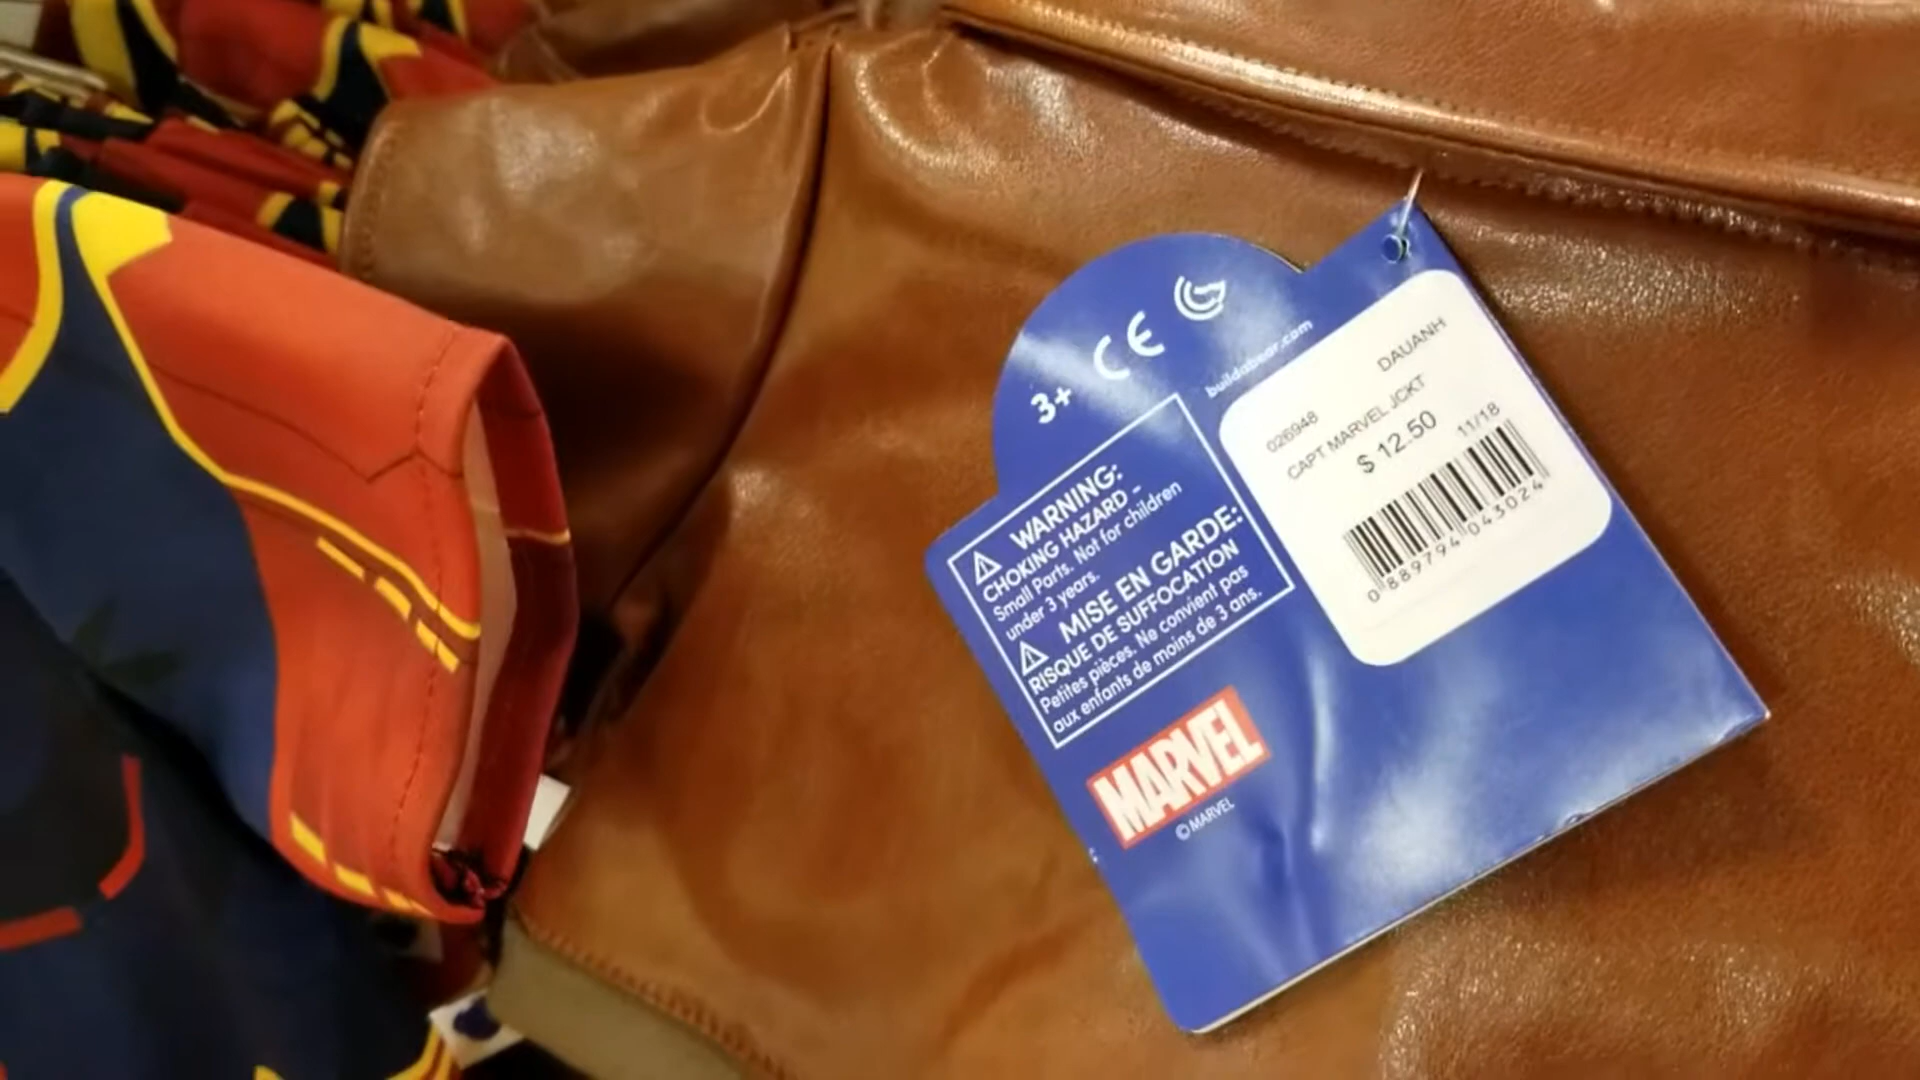 3+ CE
buildabear.com
⚠ WARNING:
CHOKING HAZARD –
Small Parts. Not for children
under 3 years.
⚠ MISE EN GARDE:
RISQUE DE SUFFOCATION
Petites pièces. Ne convient pas
aux enfants de moins de 3 ans.
DAUANH
026948
CAPT MARVEL JCKT
$ 12.50
11/18
0 889794 043024
MARVEL
© MARVEL